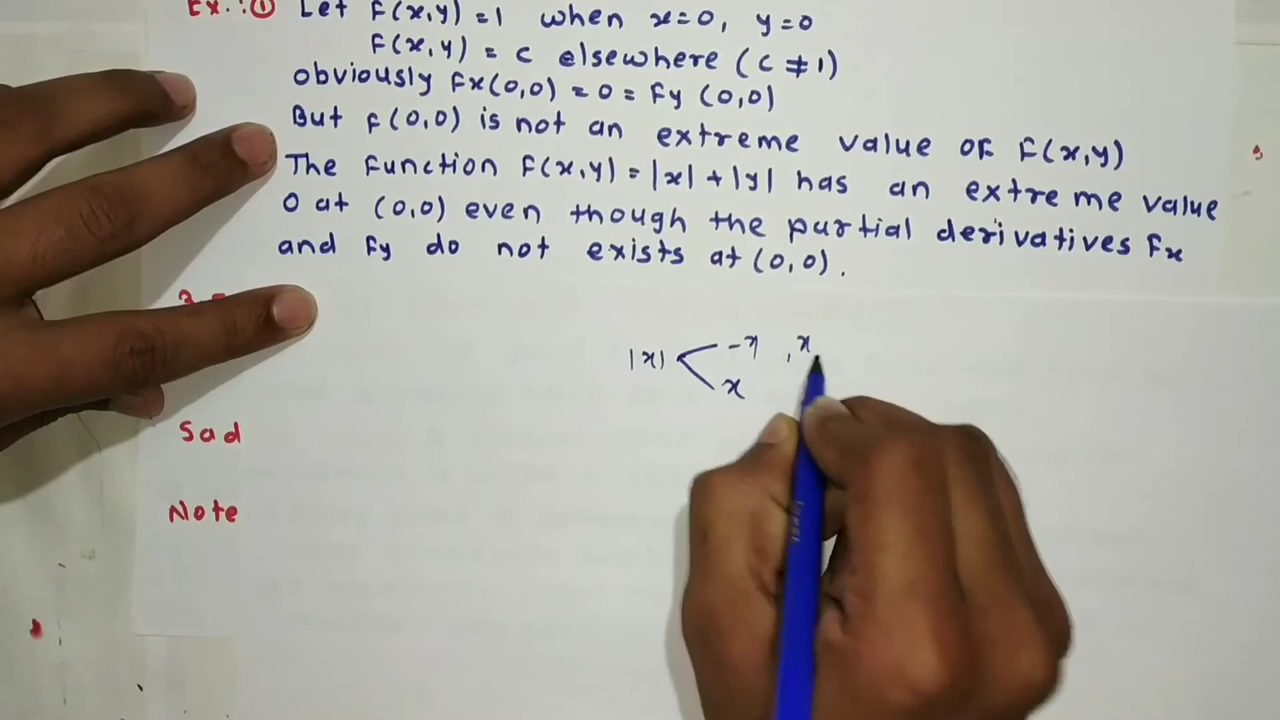 Ex.:① Let f(x,y) = 1 when x=0, y=0
f(x,y) = c elsewhere (c ≠ 1)
obviously fx(0,0) = 0 = fy (0,0)
But f(0,0) is not an extreme value of f(x,y)
The function f(x,y) = |x| + |y| has an extreme value
0 at (0,0) even though the partial derivatives fx
and fy do not exists at (0,0).
|x| < -x , x
x
Sad
Note